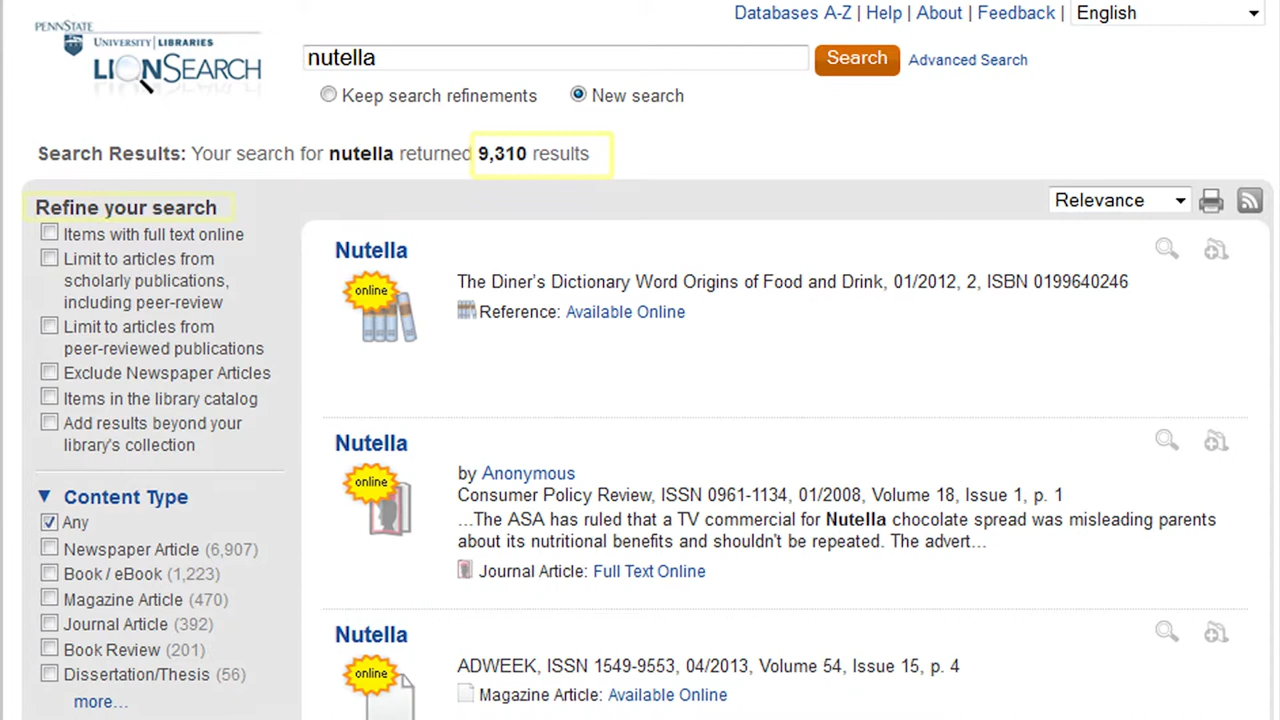 Databases A-Z | Help | About | Feedback | English
PENNSTATE
UNIVERSITY LIBRARIES
LIONSEARCH
nutella
Search
Advanced Search
Keep search refinements
New search
Search Results: Your search for nutella returned 9,310 results
Refine your search
Relevance
Items with full text online
Limit to articles from
scholarly publications,
including peer-review
Limit to articles from
peer-reviewed publications
Exclude Newspaper Articles
Items in the library catalog
Add results beyond your
library's collection
Content Type
Any
Newspaper Article (6,907)
Book / eBook (1,223)
Magazine Article (470)
Journal Article (392)
Book Review (201)
Dissertation/Thesis (56)
more...
Nutella
online
The Diner's Dictionary Word Origins of Food and Drink, 01/2012, 2, ISBN 0199640246
Reference: Available Online
Nutella
online
by Anonymous
Consumer Policy Review, ISSN 0961-1134, 01/2008, Volume 18, Issue 1, p. 1
...The ASA has ruled that a TV commercial for Nutella chocolate spread was misleading parents
about its nutritional benefits and shouldn't be repeated. The advert...
Journal Article: Full Text Online
Nutella
online
ADWEEK, ISSN 1549-9553, 04/2013, Volume 54, Issue 15, p. 4
Magazine Article: Available Online